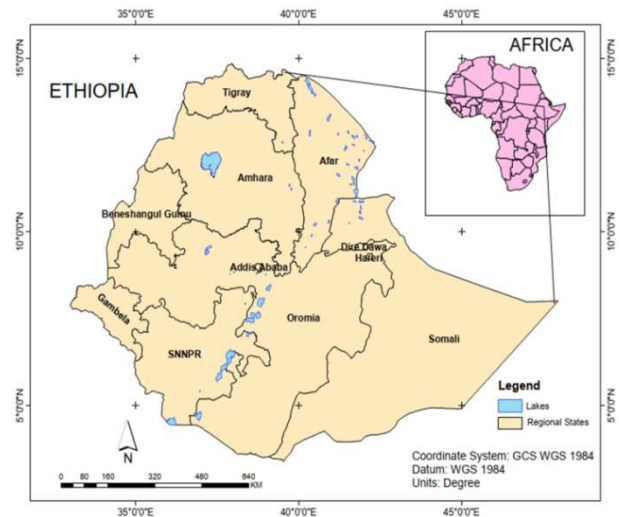 35°0'0"E 40°0'0"E 45°0'0"E
15°0'0"N
15°0'0"N
AFRICA
ETHIOPIA
Tigray
Afar
Amhara
Beneshangul Gumu
10°0'0"N
10°0'0"N
Dire Dawa
Hareri
Addis Ababa
Gambela
Oromia
Somali
SNNPR
Legend
Lakes
Regional States
5°0'0"N
5°0'0"N
N
Coordinate System: GCS WGS 1984
Datum: WGS 1984
Units: Degree
0 80 160 320 480 640
KM
35°0'0"E 40°0'0"E 45°0'0"E